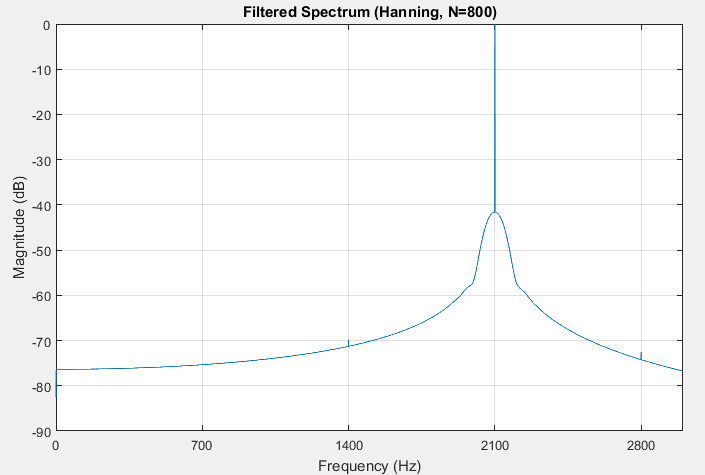 Filtered Spectrum (Hanning, N=800)
0
-10
-20
-30
-40
-50
-60
-70
-80
-90
Magnitude (dB)
0 700 1400 2100 2800
Frequency (Hz)